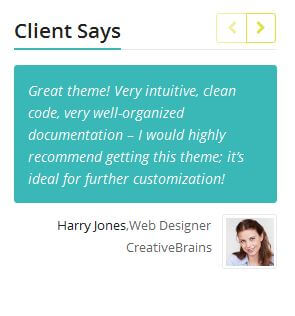 Client Says
Great theme! Very intuitive, clean
code, very well-organized
documentation – I would highly
recommend getting this theme; it’s
ideal for further customization!
Harry Jones,Web Designer
CreativeBrains